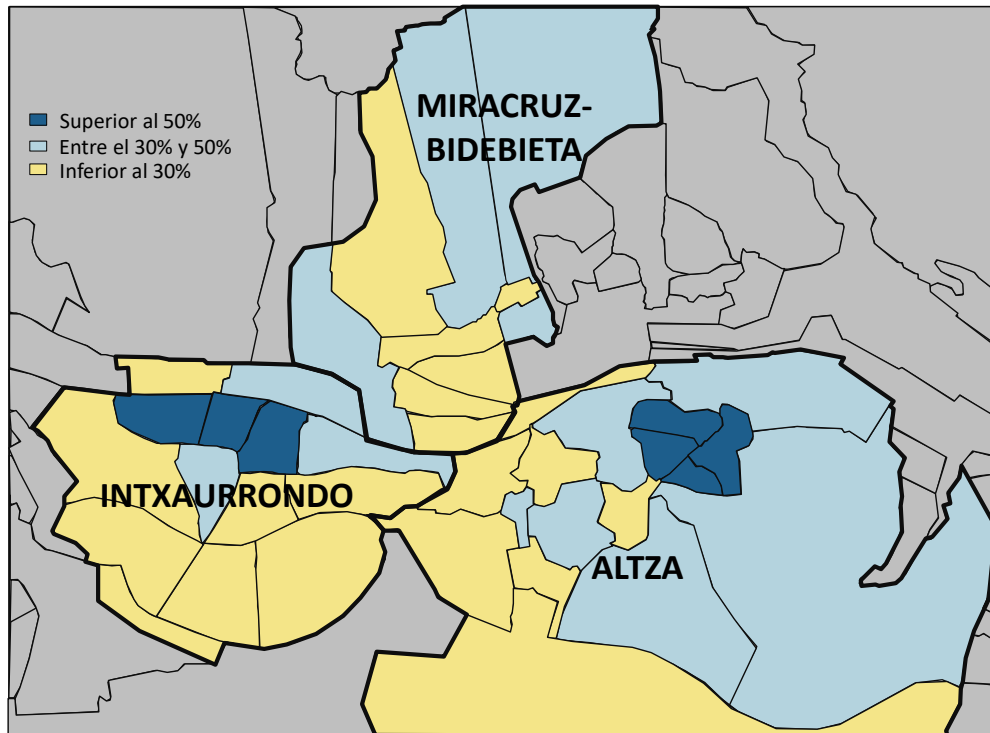 MIRACRUZ-
BIDEBIETA
Superior al 50%
Entre el 30% y 50%
Inferior al 30%
INTXAURRONDO
ALTZA